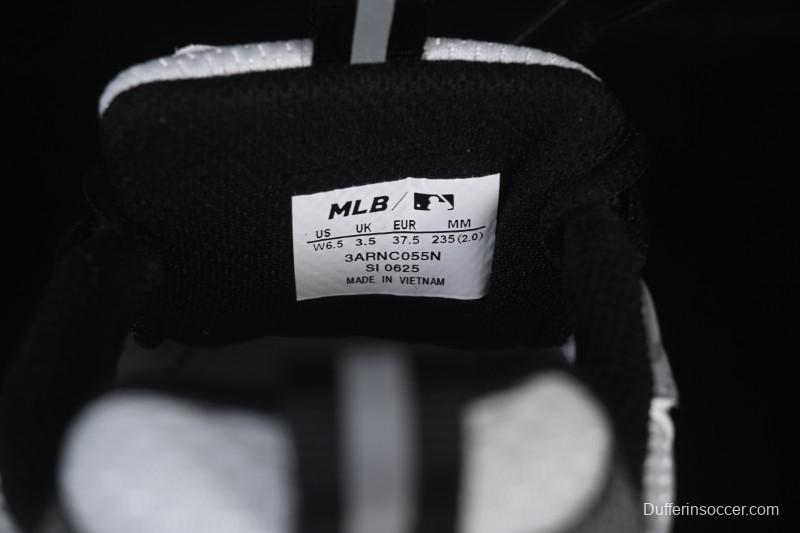 MLB
US UK EUR MM
W6.5 3.5 37.5 235(2.0)
3ARNC055N
SI 0625
MADE IN VIETNAM
Dufferinsoccer.com